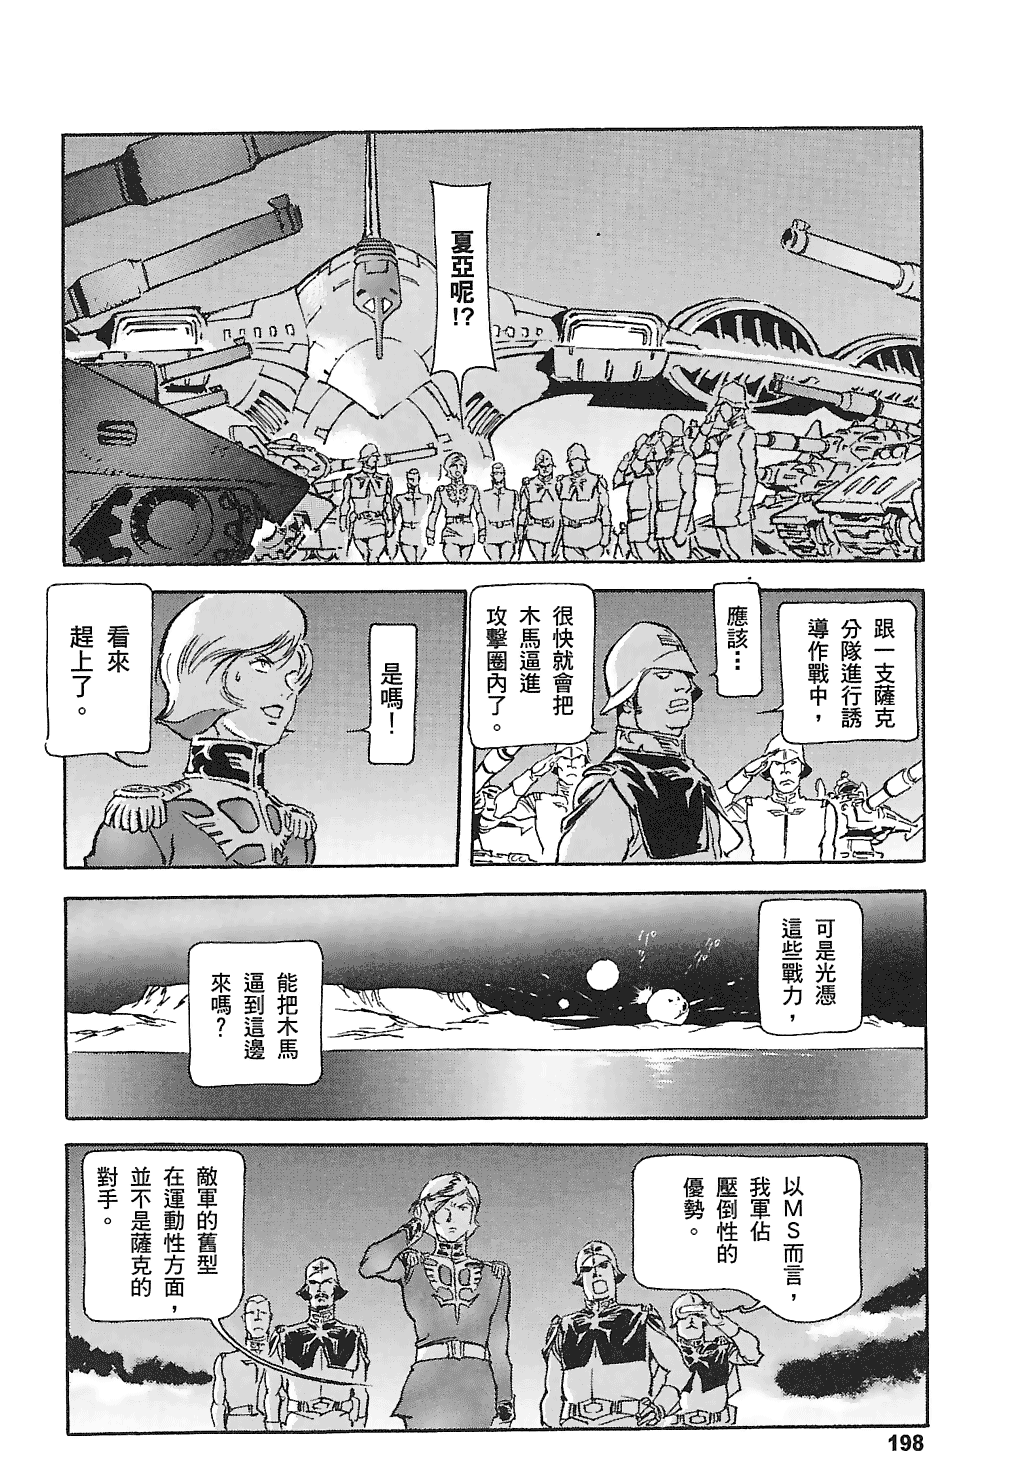 夏亞呢!?
跟一支薩克
分隊進行誘
導作戰中，
應該…
很快就會把
木馬逼進
攻擊圈內了。
是嗎！
看來
趕上了。
可是光憑
這些戰力，
能把木馬
逼到這邊
來嗎？
以MS而言，
我軍佔
壓倒性的
優勢。
敵軍的舊型
在運動性方面，
並不是薩克的
對手。
198